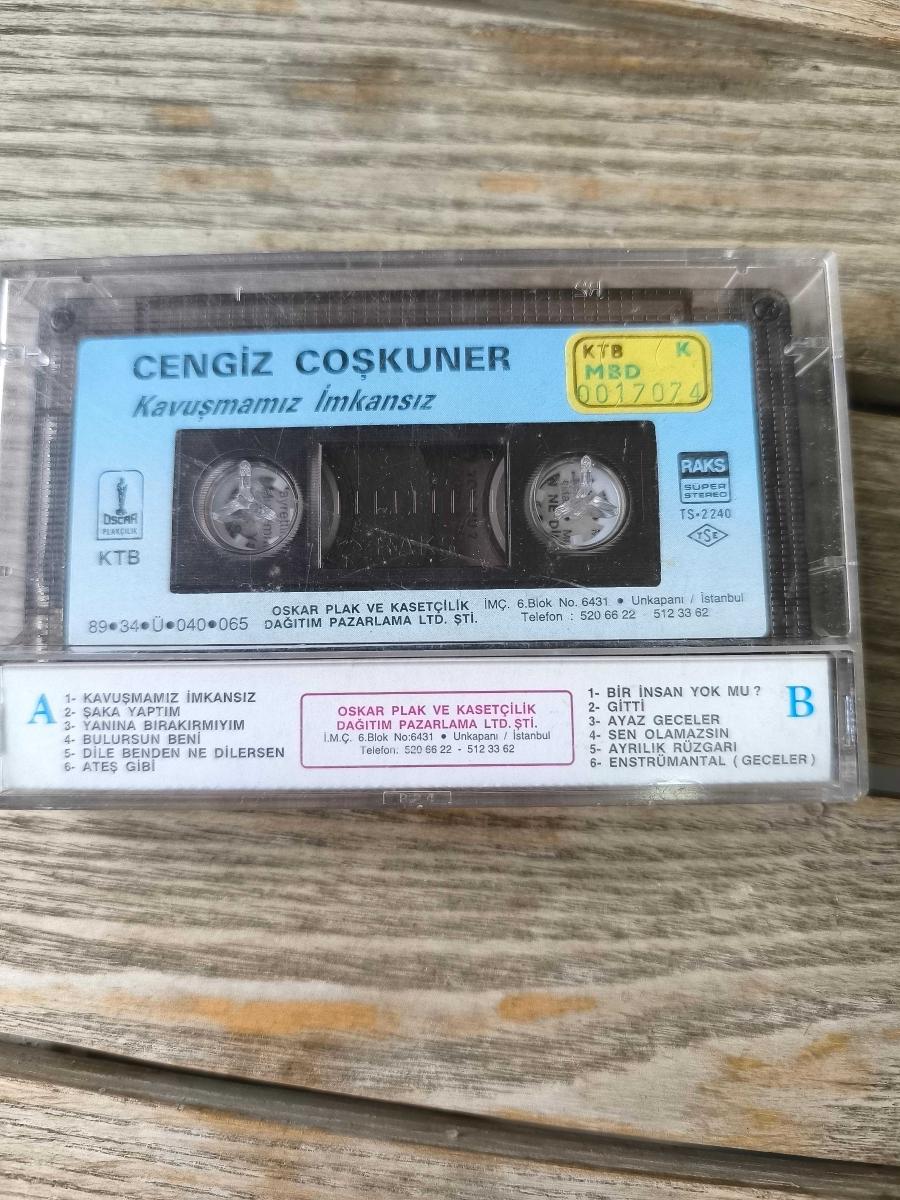 CENGİZ COŞKUNER
Kavuşmamız İmkansız
KTB K
MBD
0017074
OSCAR
PLAKÇILIK
KTB
RAKS
SÜPER
STEREO
TS•2240
TSE
89•34•Ü•040•065
OSKAR PLAK VE KASETÇİLİK
DAĞITIM PAZARLAMA LTD. ŞTİ.
İMÇ. 6.Blok No. 6431 • Unkapanı / İstanbul
Telefon : 520 66 22 - 512 33 62
A
1- KAVUŞMAMIZ İMKANSIZ
2- ŞAKA YAPTIM
3- YANINA BIRAKIRMIYIM
4- BULURSUN BENİ
5- DİLE BENDEN NE DİLERSEN
6- ATEŞ GİBİ
OSKAR PLAK VE KASETÇİLİK
DAĞITIM PAZARLAMA LTD. ŞTİ.
İ.M.Ç. 6.Blok No:6431 • Unkapanı / İstanbul
Telefon: 520 66 22 - 512 33 62
1- BİR İNSAN YOK MU ?
2- GİTTİ
3- AYAZ GECELER
4- SEN OLAMAZSIN
5- AYRILIK RÜZGARI
6- ENSTRÜMANTAL ( GECELER )
B